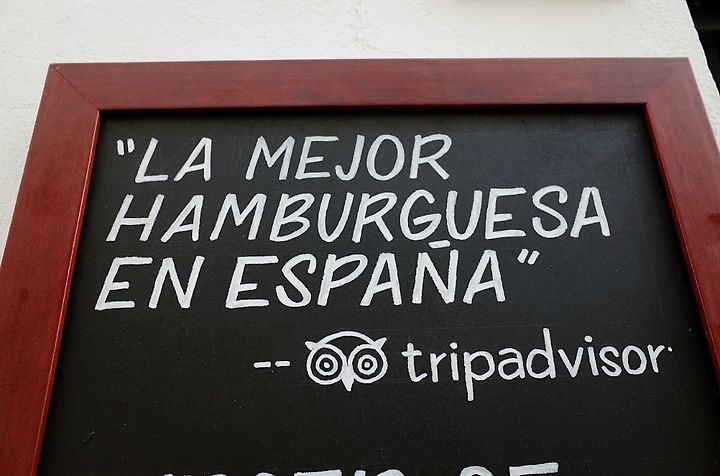 "LA MEJOR
HAMBURGUESA
EN ESPAÑA"
-- tripadvisor